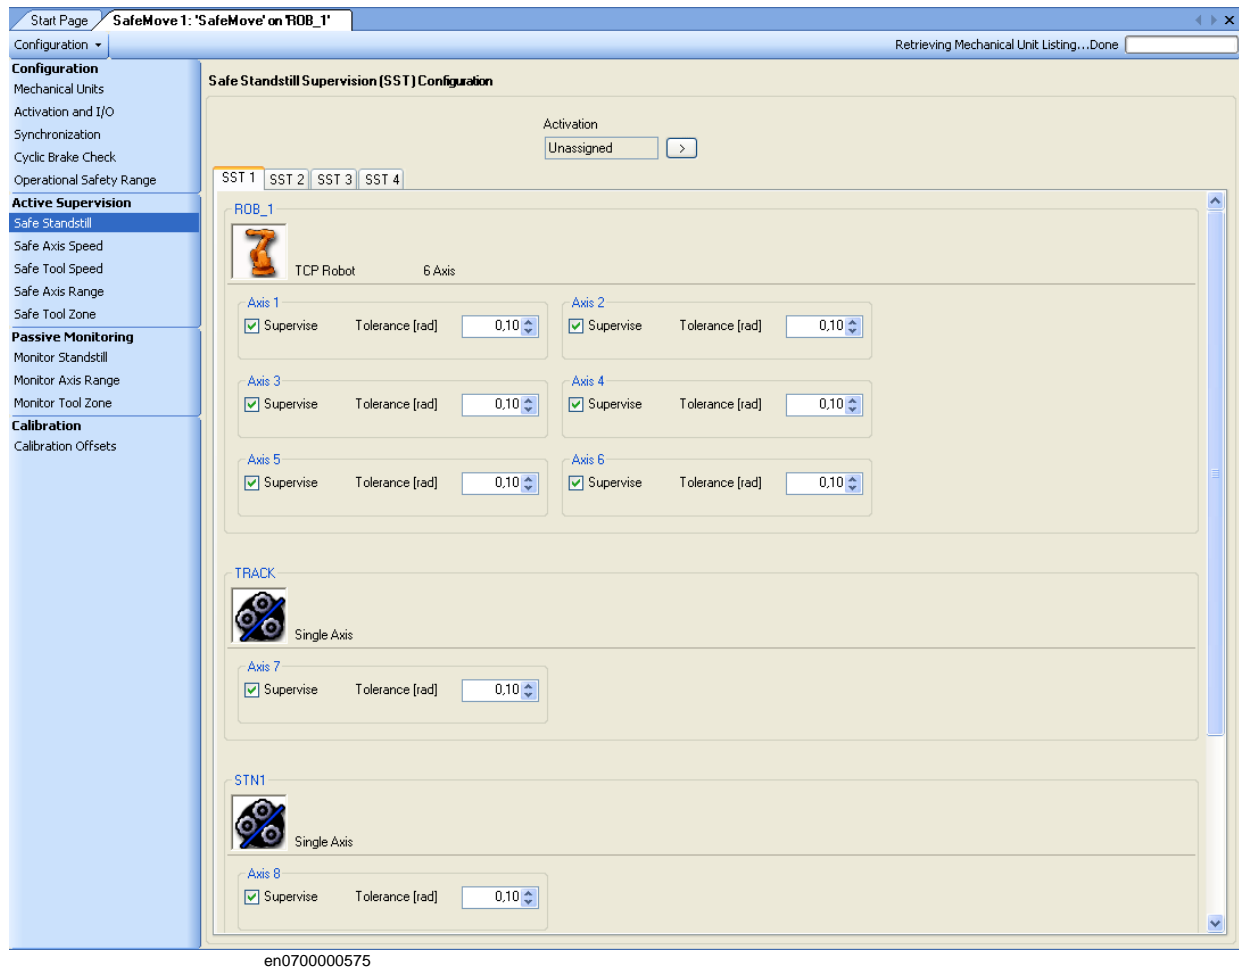 Start Page SafeMove 1: 'SafeMove' on 'ROB_1'
Configuration Retrieving Mechanical Unit Listing...Done
Configuration
Mechanical Units
Activation and I/O
Synchronization
Cyclic Brake Check
Operational Safety Range
Active Supervision
Safe Standstill
Safe Axis Speed
Safe Tool Speed
Safe Axis Range
Safe Tool Zone
Passive Monitoring
Monitor Standstill
Monitor Axis Range
Monitor Tool Zone
Calibration
Calibration Offsets
Safe Standstill Supervision (SST) Configuration
Activation
Unassigned >
SST 1 SST 2 SST 3 SST 4
ROB_1
TCP Robot 6 Axis
Axis 1 Axis 2
Supervise Tolerance [rad] 0,10 Supervise Tolerance [rad] 0,10
Axis 3 Axis 4
Supervise Tolerance [rad] 0,10 Supervise Tolerance [rad] 0,10
Axis 5 Axis 6
Supervise Tolerance [rad] 0,10 Supervise Tolerance [rad] 0,10
TRACK
Single Axis
Axis 7
Supervise Tolerance [rad] 0,10
STN1
Single Axis
Axis 8
Supervise Tolerance [rad] 0,10
en0700000575